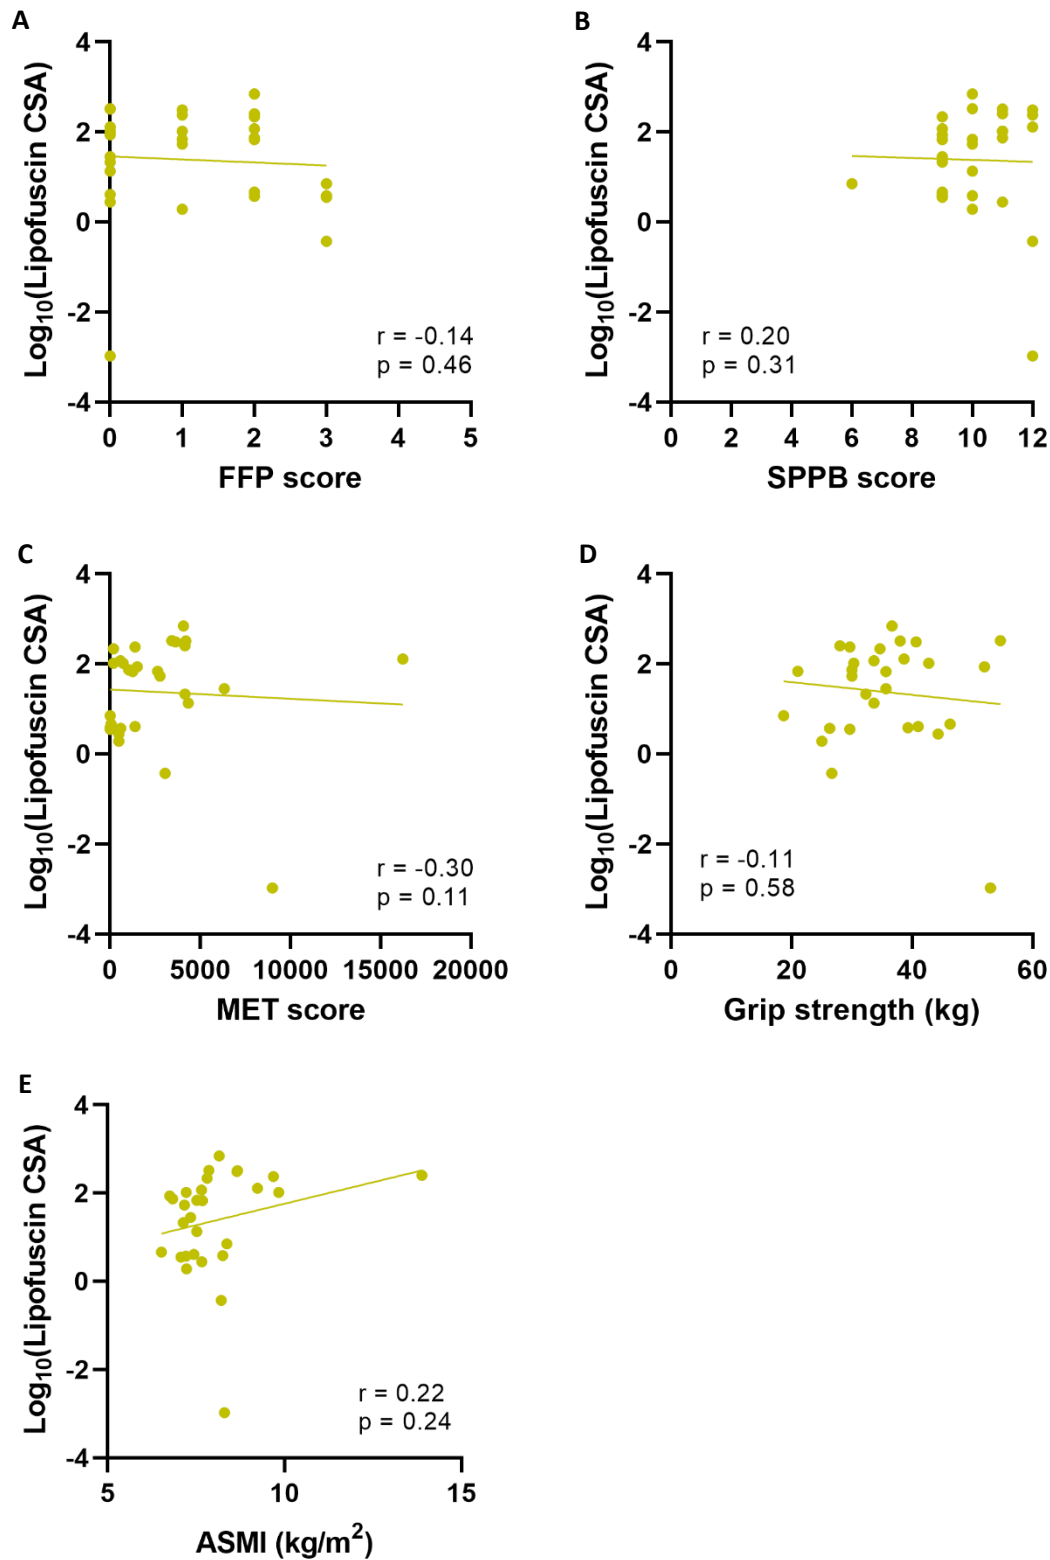 A
Log10(Lipofuscin CSA)
4
2
0
-2
-4
r = -0.14
p = 0.46
0 1 2 3 4 5
FFP score
B
Log10(Lipofuscin CSA)
4
2
0
-2
-4
r = 0.20
p = 0.31
0 2 4 6 8 10 12
SPPB score
C
Log10(Lipofuscin CSA)
4
2
0
-2
-4
r = -0.30
p = 0.11
0 5000 10000 15000 20000
MET score
D
Log10(Lipofuscin CSA)
4
2
0
-2
-4
r = -0.11
p = 0.58
0 20 40 60
Grip strength (kg)
E
Log10(Lipofuscin CSA)
4
2
0
-2
-4
r = 0.22
p = 0.24
5 10 15
ASMI (kg/m²)